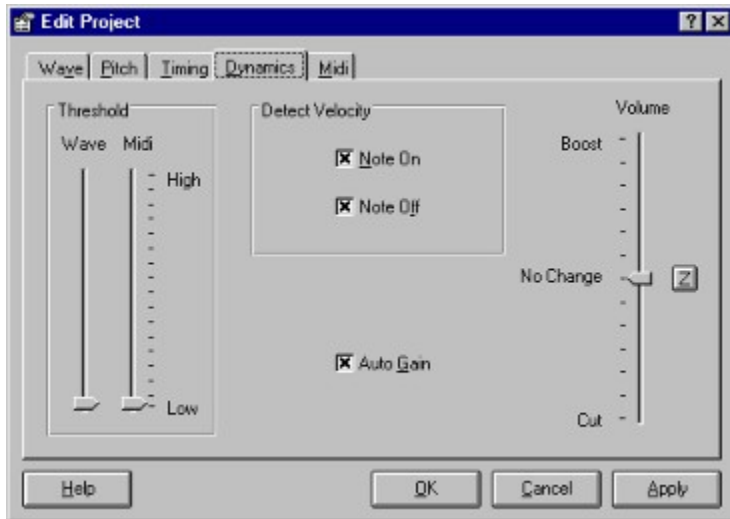 Edit Project
Wave Pitch Timing Dynamics Midi
Threshold
Wave Midi
High
Low
Detect Velocity
Note On
Note Off
Auto Gain
Volume
Boost
No Change
Z
Cut
Help
OK
Cancel
Apply